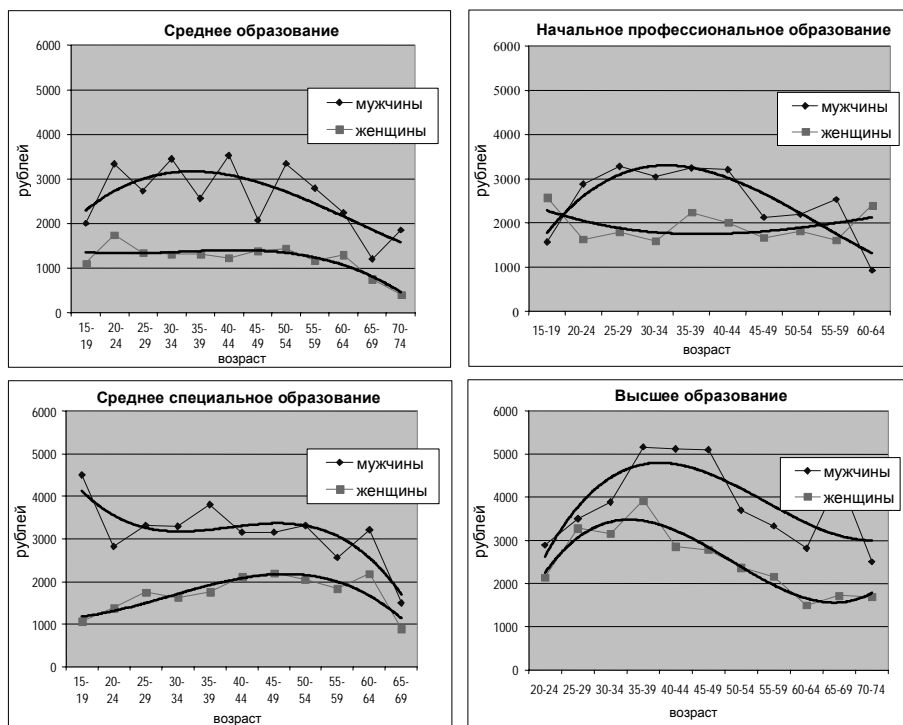 Среднее образование
6000
5000
4000
3000
2000
1000
0
рублей
мужчины
женщины
15-19 20-24 25-29 30-34 35-39 40-44 45-49 50-54 55-59 60-64 65-69 70-74
возраст
Начальное профессиональное образование
6000
5000
4000
3000
2000
1000
0
рублей
мужчины
женщины
15-19 20-24 25-29 30-34 35-39 40-44 45-49 50-54 55-59 60-64
возраст
Среднее специальное образование
6000
5000
4000
3000
2000
1000
0
рублей
мужчины
женщины
15-19 20-24 25-29 30-34 35-39 40-44 45-49 50-54 55-59 60-64 65-69
возраст
Высшее образование
6000
5000
4000
3000
2000
1000
0
рублей
мужчины
женщины
20-24 25-29 30-34 35-39 40-44 45-49 50-54 55-59 60-64 65-69 70-74
возраст